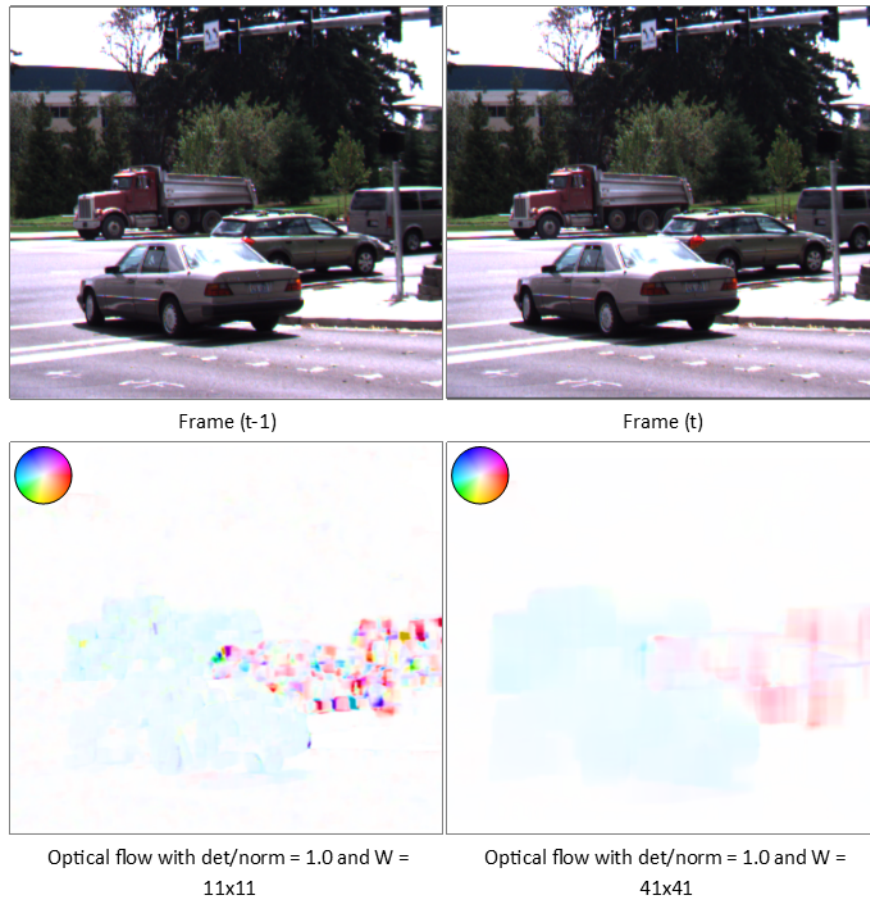 Frame (t-1)
Frame (t)
Optical flow with det/norm = 1.0 and W =
11x11
Optical flow with det/norm = 1.0 and W =
41x41